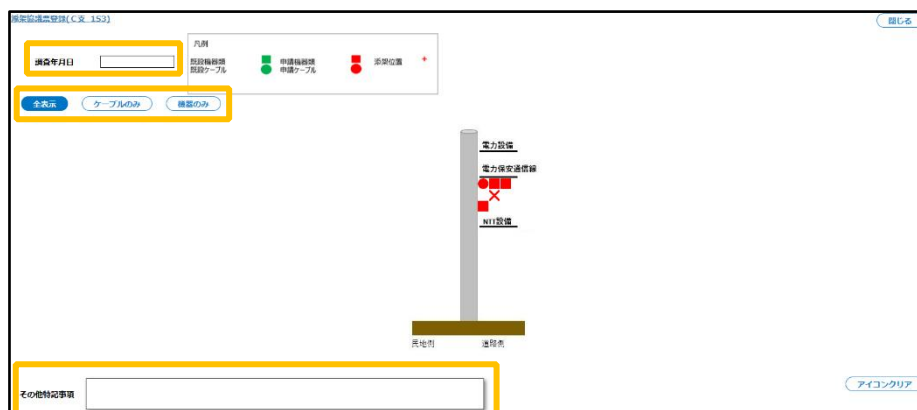 添架協議票登録(C支 153)
閉じる
凡例
調査年月日
既設機器類 申請機器類 添架位置
既設ケーブル 申請ケーブル
全表示 ケーブルのみ 機器のみ
電力設備
電力保安通信線
NTT設備
民地側 道路側
その他特記事項
アイコンクリア